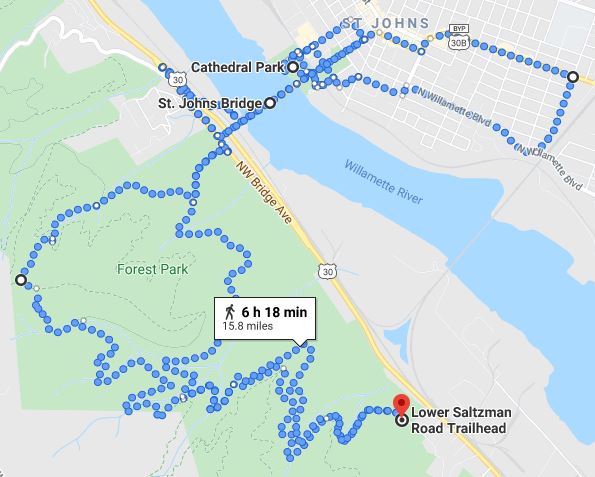 ST JOHNS
BYP
30B
Cathedral Park
30
St. Johns Bridge
N Willamette Blvd
N Willamette Blvd
NW Bridge Ave
Willamette River
Forest Park
30
6 h 18 min
15.8 miles
Lower Saltzman
Road Trailhead